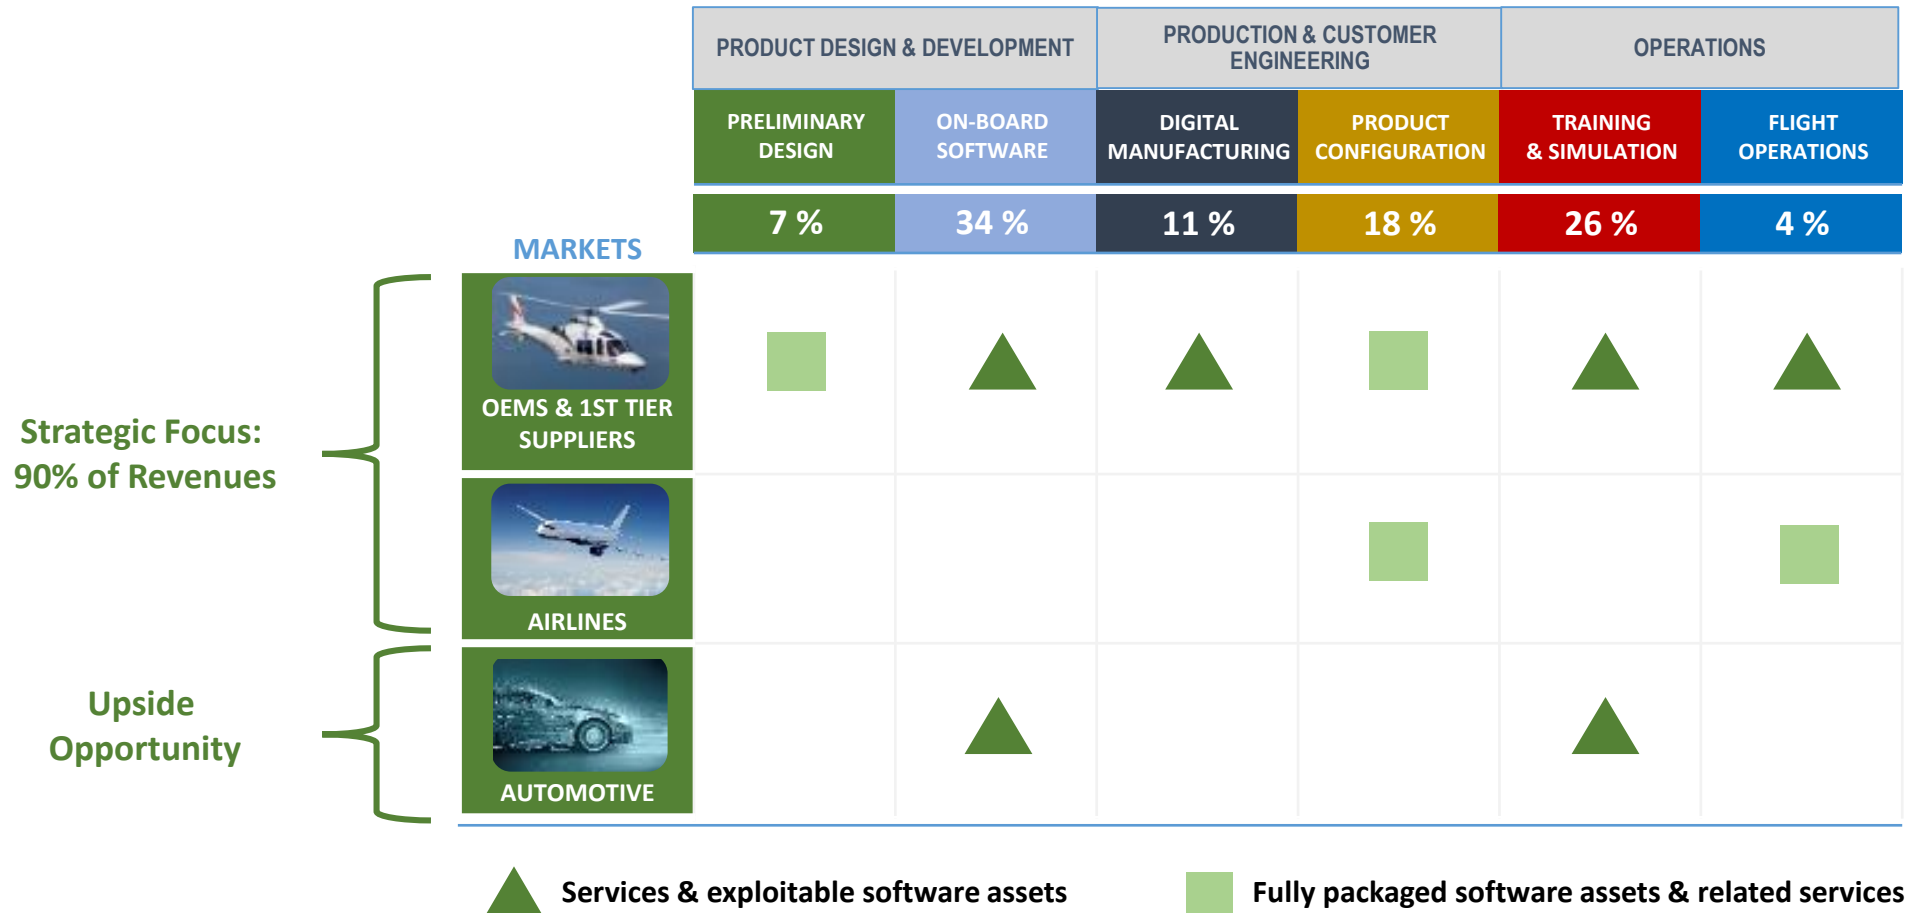 PRODUCT DESIGN & DEVELOPMENT
PRODUCTION & CUSTOMER
ENGINEERING
OPERATIONS
PRELIMINARY
DESIGN
ON-BOARD
SOFTWARE
DIGITAL
MANUFACTURING
PRODUCT
CONFIGURATION
TRAINING
& SIMULATION
FLIGHT
OPERATIONS
7 %
34 %
11 %
18 %
26 %
4 %
MARKETS
OEMS & 1ST TIER
SUPPLIERS
Strategic Focus:
90% of Revenues
AIRLINES
Upside
Opportunity
AUTOMOTIVE
Services & exploitable software assets
Fully packaged software assets & related services